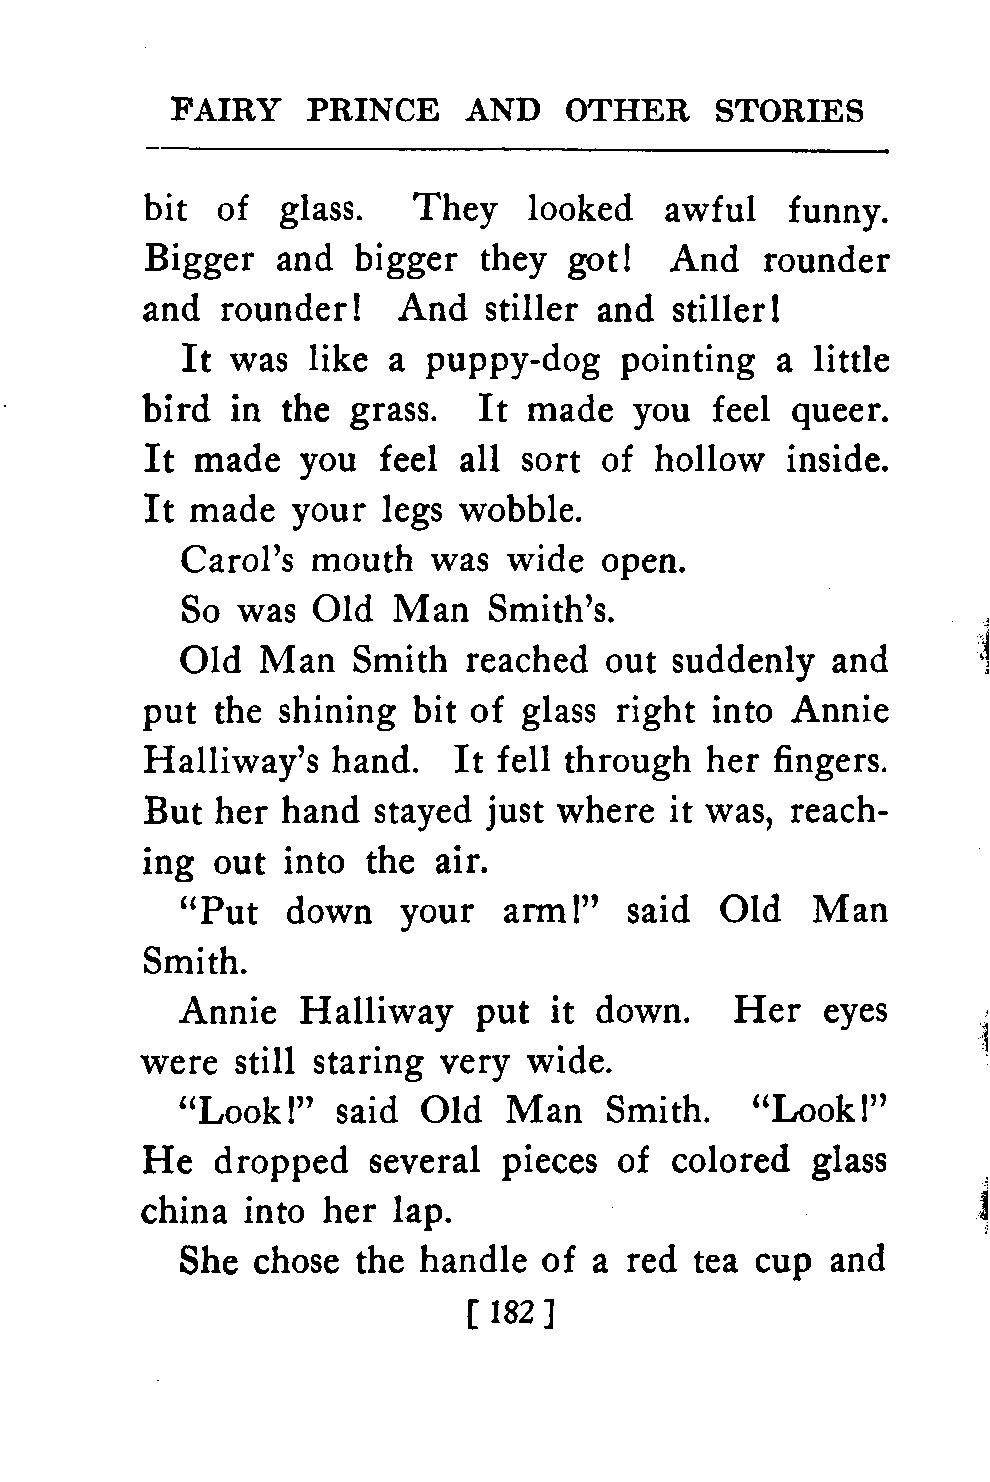 FAIRY PRINCE AND OTHER STORIES
bit of glass. They looked awful funny.
Bigger and bigger they got! And rounder
and rounder! And stiller and stiller!
It was like a puppy-dog pointing a little
bird in the grass. It made you feel queer.
It made you feel all sort of hollow inside.
It made your legs wobble.
Carol's mouth was wide open.
So was Old Man Smith's.
Old Man Smith reached out suddenly and
put the shining bit of glass right into Annie
Halliway's hand. It fell through her fingers.
But her hand stayed just where it was, reach-
ing out into the air.
“Put down your arm!” said Old Man
Smith.
Annie Halliway put it down. Her eyes
were still staring very wide.
“Look!” said Old Man Smith. “Look!”
He dropped several pieces of colored glass
china into her lap.
She chose the handle of a red tea cup and
[ 182 ]